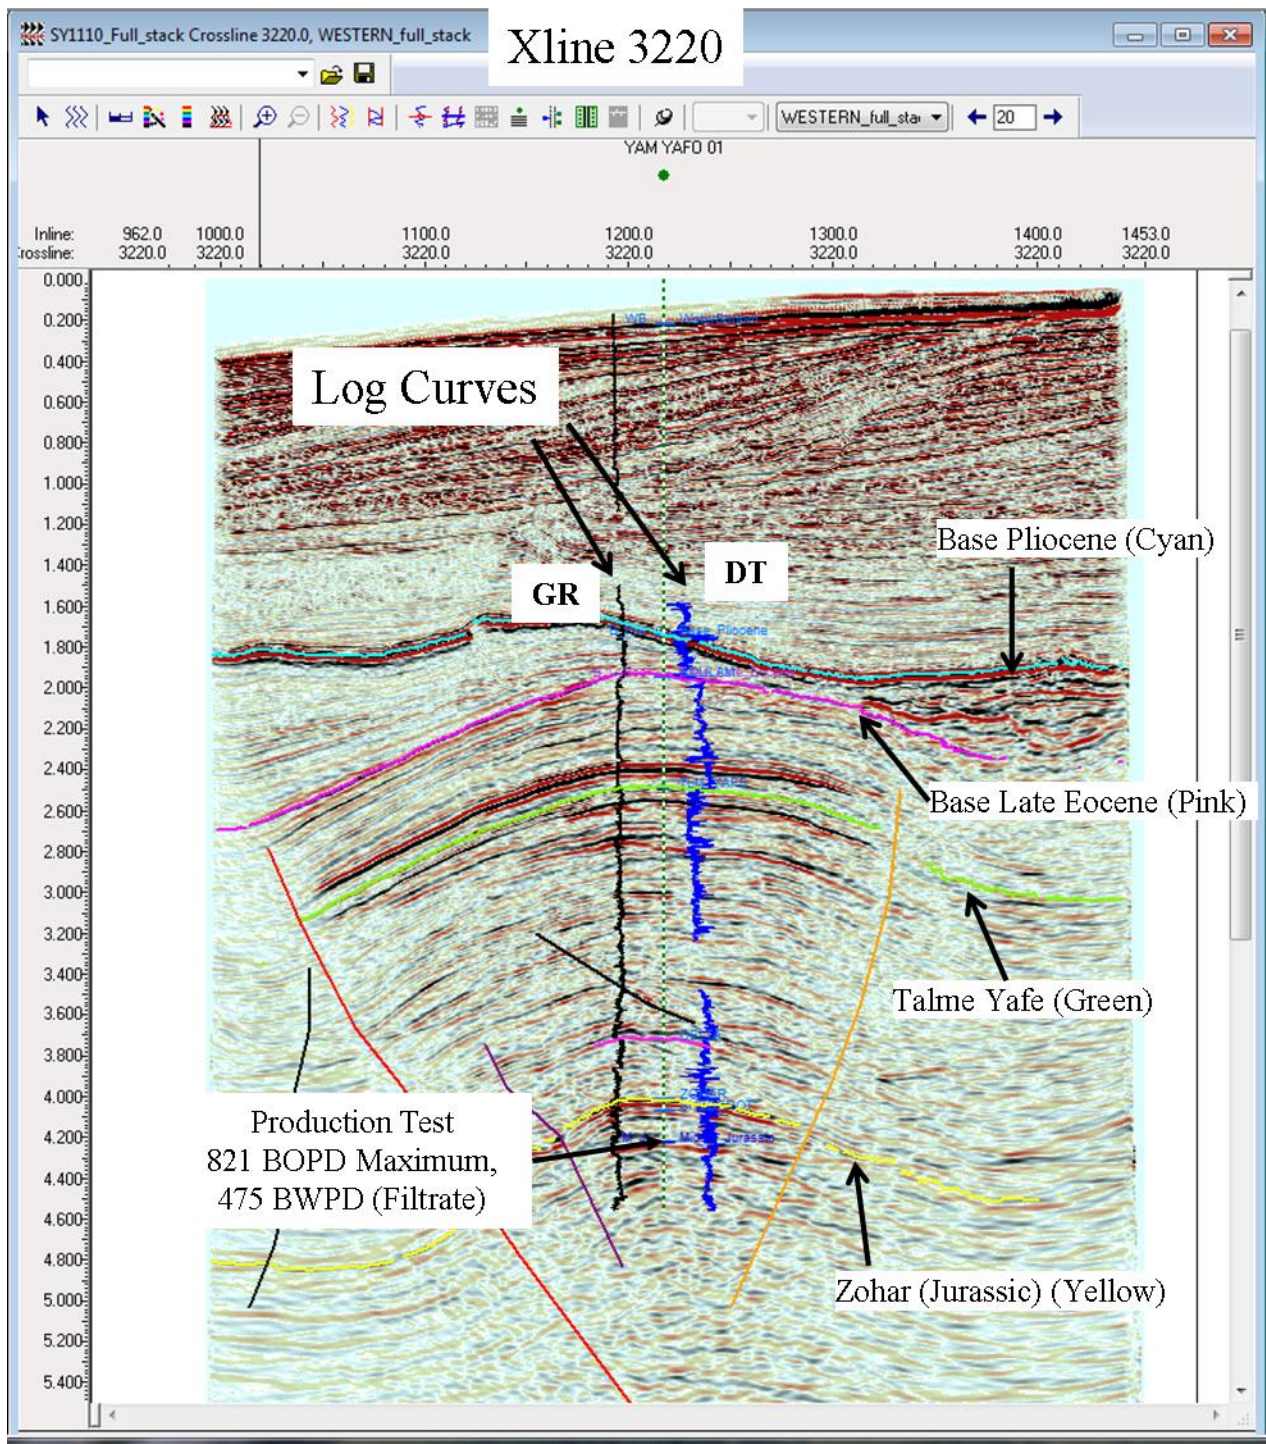 SY1110_Full_stack Crossline 3220.0, WESTERN_full_stack
Xline 3220
WESTERN_full_sta
20
YAM YAFO 01
Inline: 962.0 1000.0 1100.0 1200.0 1300.0 1400.0 1453.0
rossline: 3220.0 3220.0 3220.0 3220.0 3220.0 3220.0 3220.0
0.000
0.200
WB
0.400
Log Curves
0.600
0.800
1.000
1.200
Base Pliocene (Cyan)
1.400
DT
GR
1.600
Pliocene
1.800
2.000
2.200
2.400
2.600
Base Late Eocene (Pink)
2.800
3.000
3.200
3.400
Talme Yafe (Green)
3.600
3.800
4.000
ZOHAR
Production Test
821 BOPD Maximum,
475 BWPD (Filtrate)
4.200
Jurassic
4.400
4.600
4.800
5.000
Zohar (Jurassic) (Yellow)
5.200
5.400